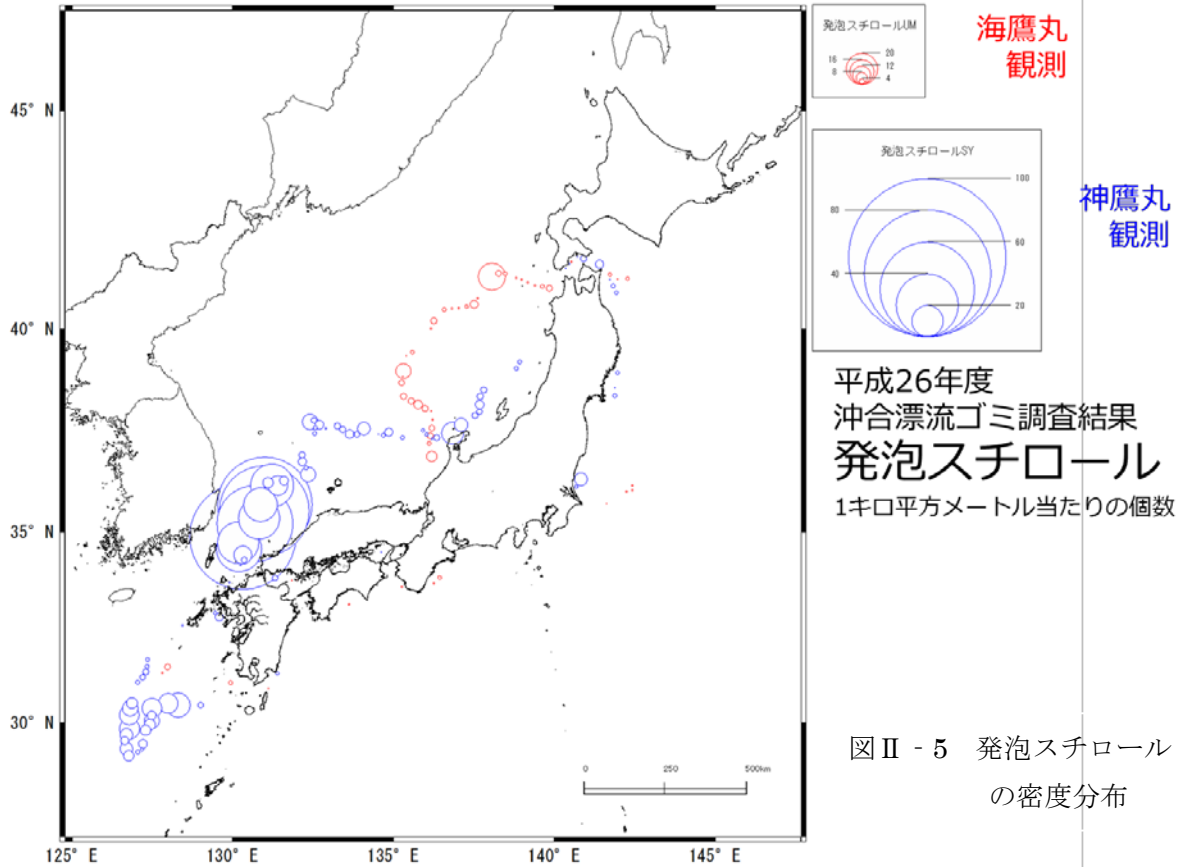 45° N
40° N
35° N
30° N
125° E
130° E
135° E
140° E
145° E
0
250
500km
発泡スチロールUM
20
16
12
8
4
海鷹丸
観測
発泡スチロールSY
100
80
60
40
20
神鷹丸
観測
平成26年度
沖合漂流ゴミ調査結果
発泡スチロール
1キロ平方メートル当たりの個数
図Ⅱ - 5 発泡スチロール
の密度分布